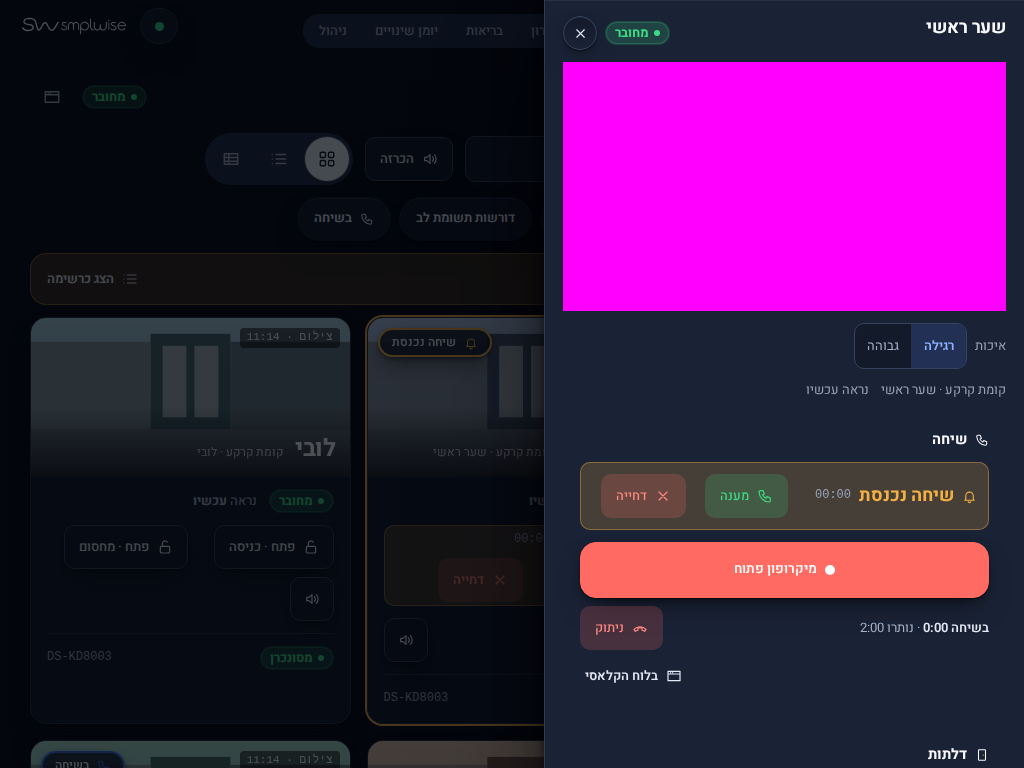 שער ראשי
מחובר
איכות
רגילה
גבוהה
קומת קרקע · שער ראשי נראה עכשיו
שיחה
שיחה נכנסת 00:00
מענה
דחייה
מיקרופון פתוח
בשיחה 0:00 · נותרו 2:00
ניתוק
בלוח הקלאסי
דלתות
smplwise
בריאות
יומן שינויים
ניהול
מחובר
הכרזה
דורשות תשומת לב
בשיחה
הצג כרשימה
שיחה נכנסת
קומת קרקע · שער ראשי
דחייה
DS-KD8003
צילום · 11:14
לובי
קומת קרקע · לובי
מחובר
נראה עכשיו
פתח · כניסה
פתח · מחסום
מסונכרן
DS-KD8003
צילום · 11:14
בשיחה